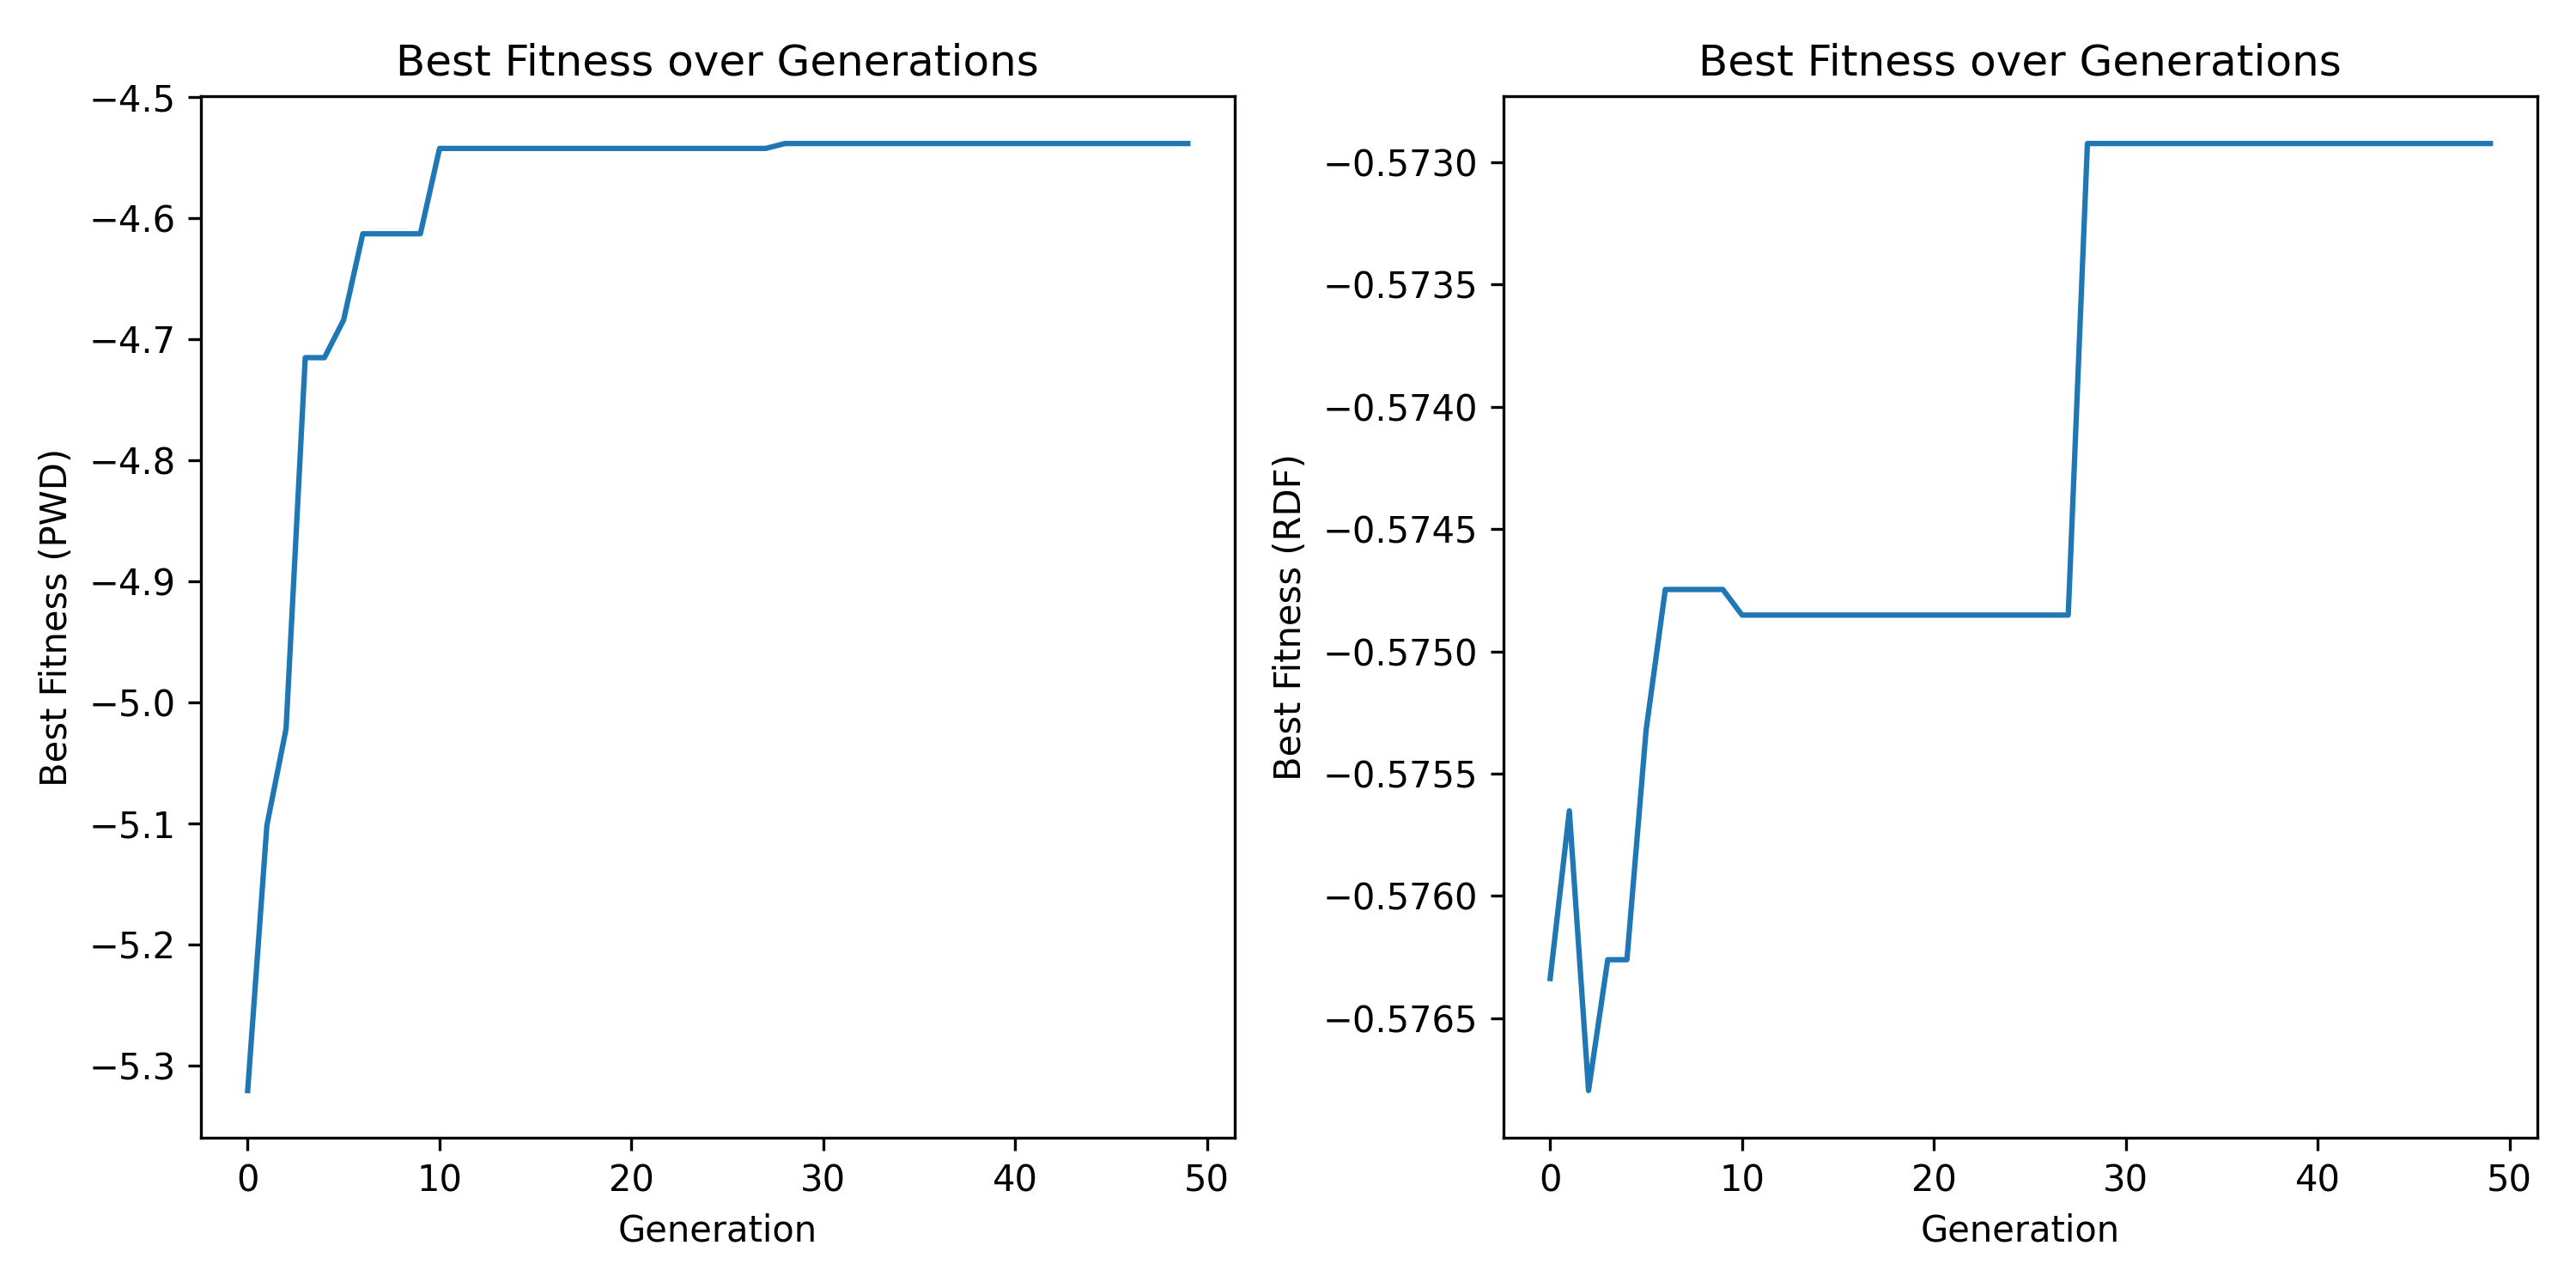 Best Fitness over Generations
Best Fitness (PWD)
−4.5
−4.6
−4.7
−4.8
−4.9
−5.0
−5.1
−5.2
−5.3
0 10 20 30 40 50
Generation
Best Fitness over Generations
Best Fitness (RDF)
−0.5730
−0.5735
−0.5740
−0.5745
−0.5750
−0.5755
−0.5760
−0.5765
0 10 20 30 40 50
Generation